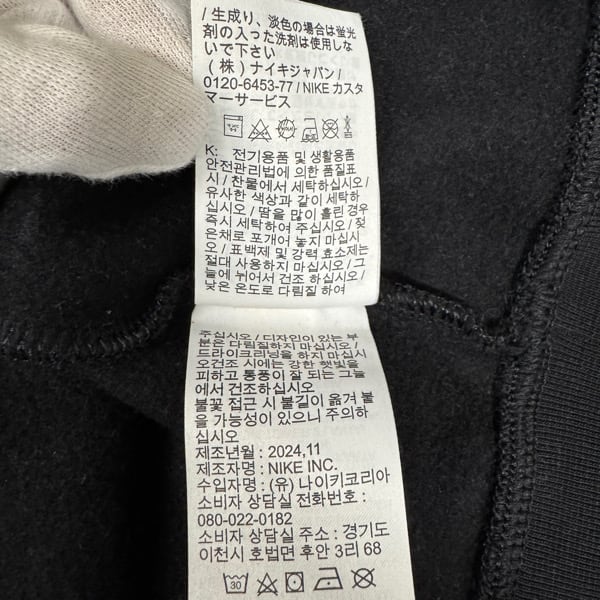 / 生成り、淡色の場合は蛍光
剤の入った洗剤は使用しな
いで下さい
(株) ナイキジャパン /
0120-6453-77 / NIKE カスタ
マーサービス
K: 전기용품 및 생활용품
안전관리법에 의한 품질표
시 / 찬물에서 세탁하십시오 /
유사한 색상과 같이 세탁하
십시오 / 땀을 많이 흘린 경우
즉시 세탁하여 주십시오 / 젖
은채로 포개어 놓지 마십시
오 / 표백제 및 강력 효소제는
절대 사용하지 마십시오 / 그
늘에 뉘어서 건조 하십시오 /
낮은 온도로 다림질 하여
주십시오 / 디자인이 있는 부
분은 다림질하지 마십시오 /
드라이크리닝을 하지 마십시
오건조 시에는 강한 햇빛을
피하고 통풍이 잘 되는 그늘
에서 건조하십시오
불꽃 접근 시 불길이 옮겨 붙
을 가능성이 있으니 주의하
십시오
제조년월 : 2024,11
제조자명 : NIKE INC.
수입자명 : (유) 나이키코리아
소비자 상담실 전화번호 :
080-022-0182
소비자 상담실 주소 : 경기도
이천시 호법면 후안 3리 68
30